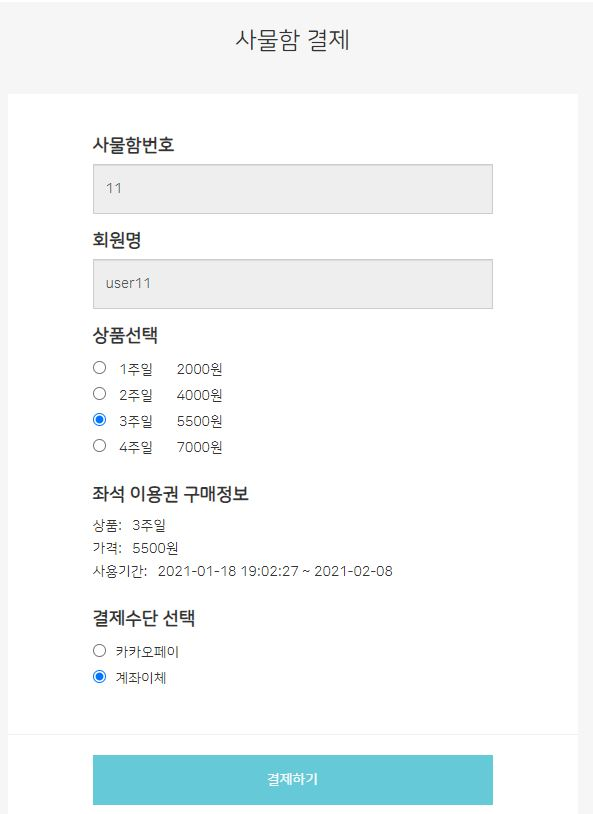 사물함 결제
사물함번호
11
회원명
user11
상품선택
1주일 2000원
2주일 4000원
3주일 5500원
4주일 7000원
좌석 이용권 구매정보
상품: 3주일
가격: 5500원
사용기간: 2021-01-18 19:02:27 ~ 2021-02-08
결제수단 선택
카카오페이
계좌이체
결제하기